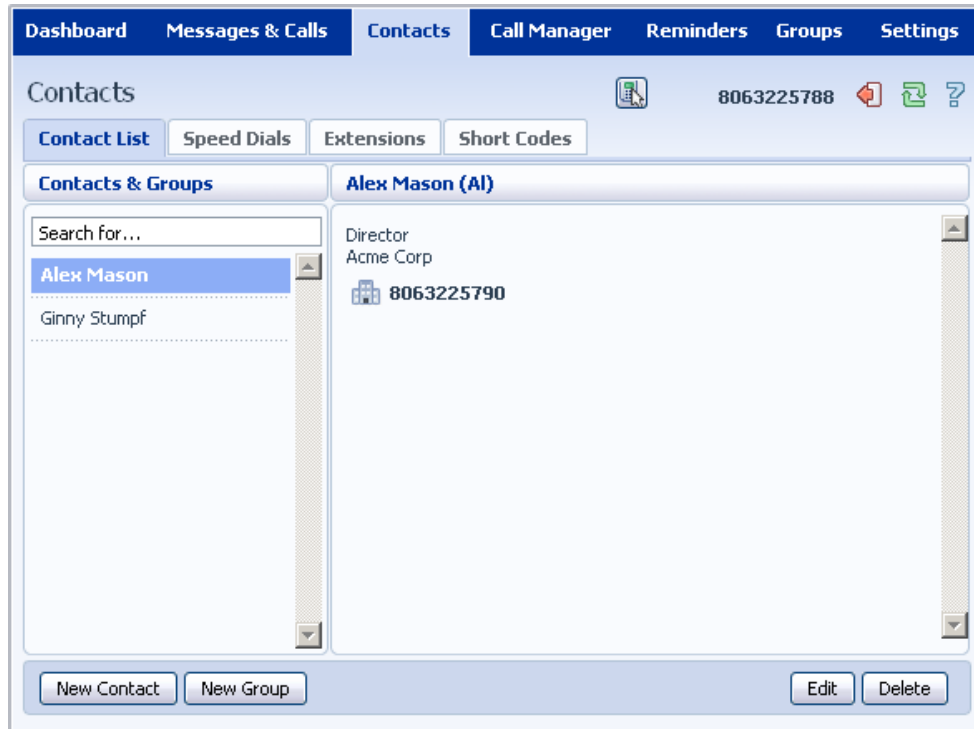 Dashboard Messages & Calls Contacts Call Manager Reminders Groups Settings
Contacts 8063225788
Contact List Speed Dials Extensions Short Codes
Contacts & Groups Alex Mason (Al)
Search for...
Director
Acme Corp
Alex Mason
8063225790
Ginny Stumpf
New Contact New Group Edit Delete